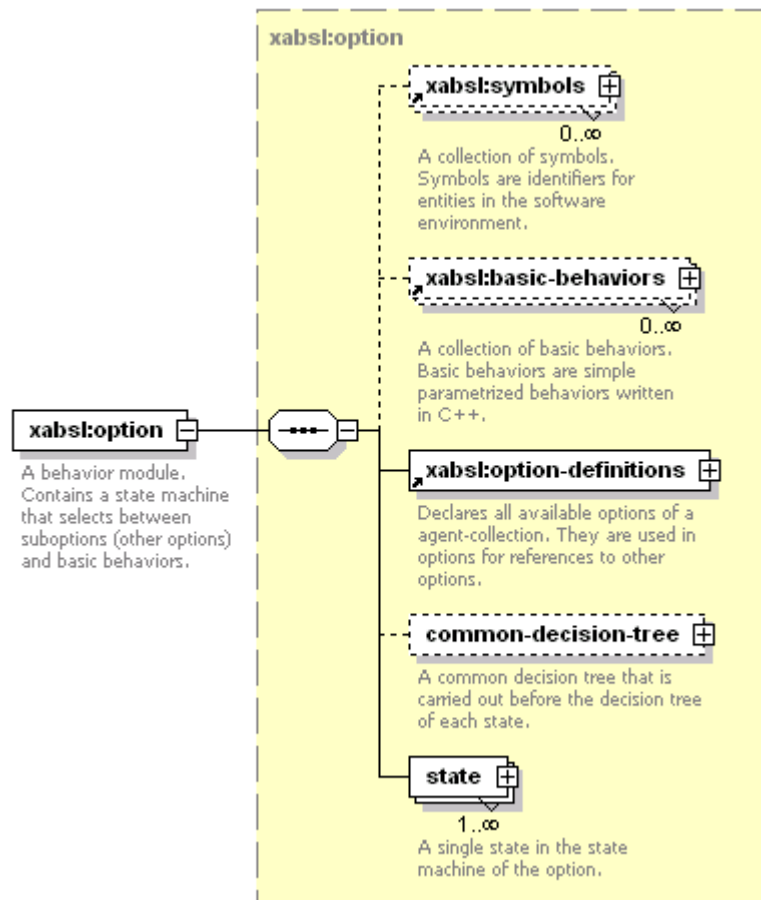 xabsl:option
xabsl:symbols
0..∞
A collection of symbols.
Symbols are identifiers for
entities in the software
environment.
xabsl:basic-behaviors
0..∞
A collection of basic behaviors.
Basic behaviors are simple
parametrized behaviors written
in C++.
xabsl:option
A behavior module.
Contains a state machine
that selects between
suboptions (other options)
and basic behaviors.
xabsl:option-definitions
Declares all available options of a
agent-collection. They are used in
options for references to other
options.
common-decision-tree
A common decision tree that is
carried out before the decision tree
of each state.
state
1..∞
A single state in the state
machine of the option.